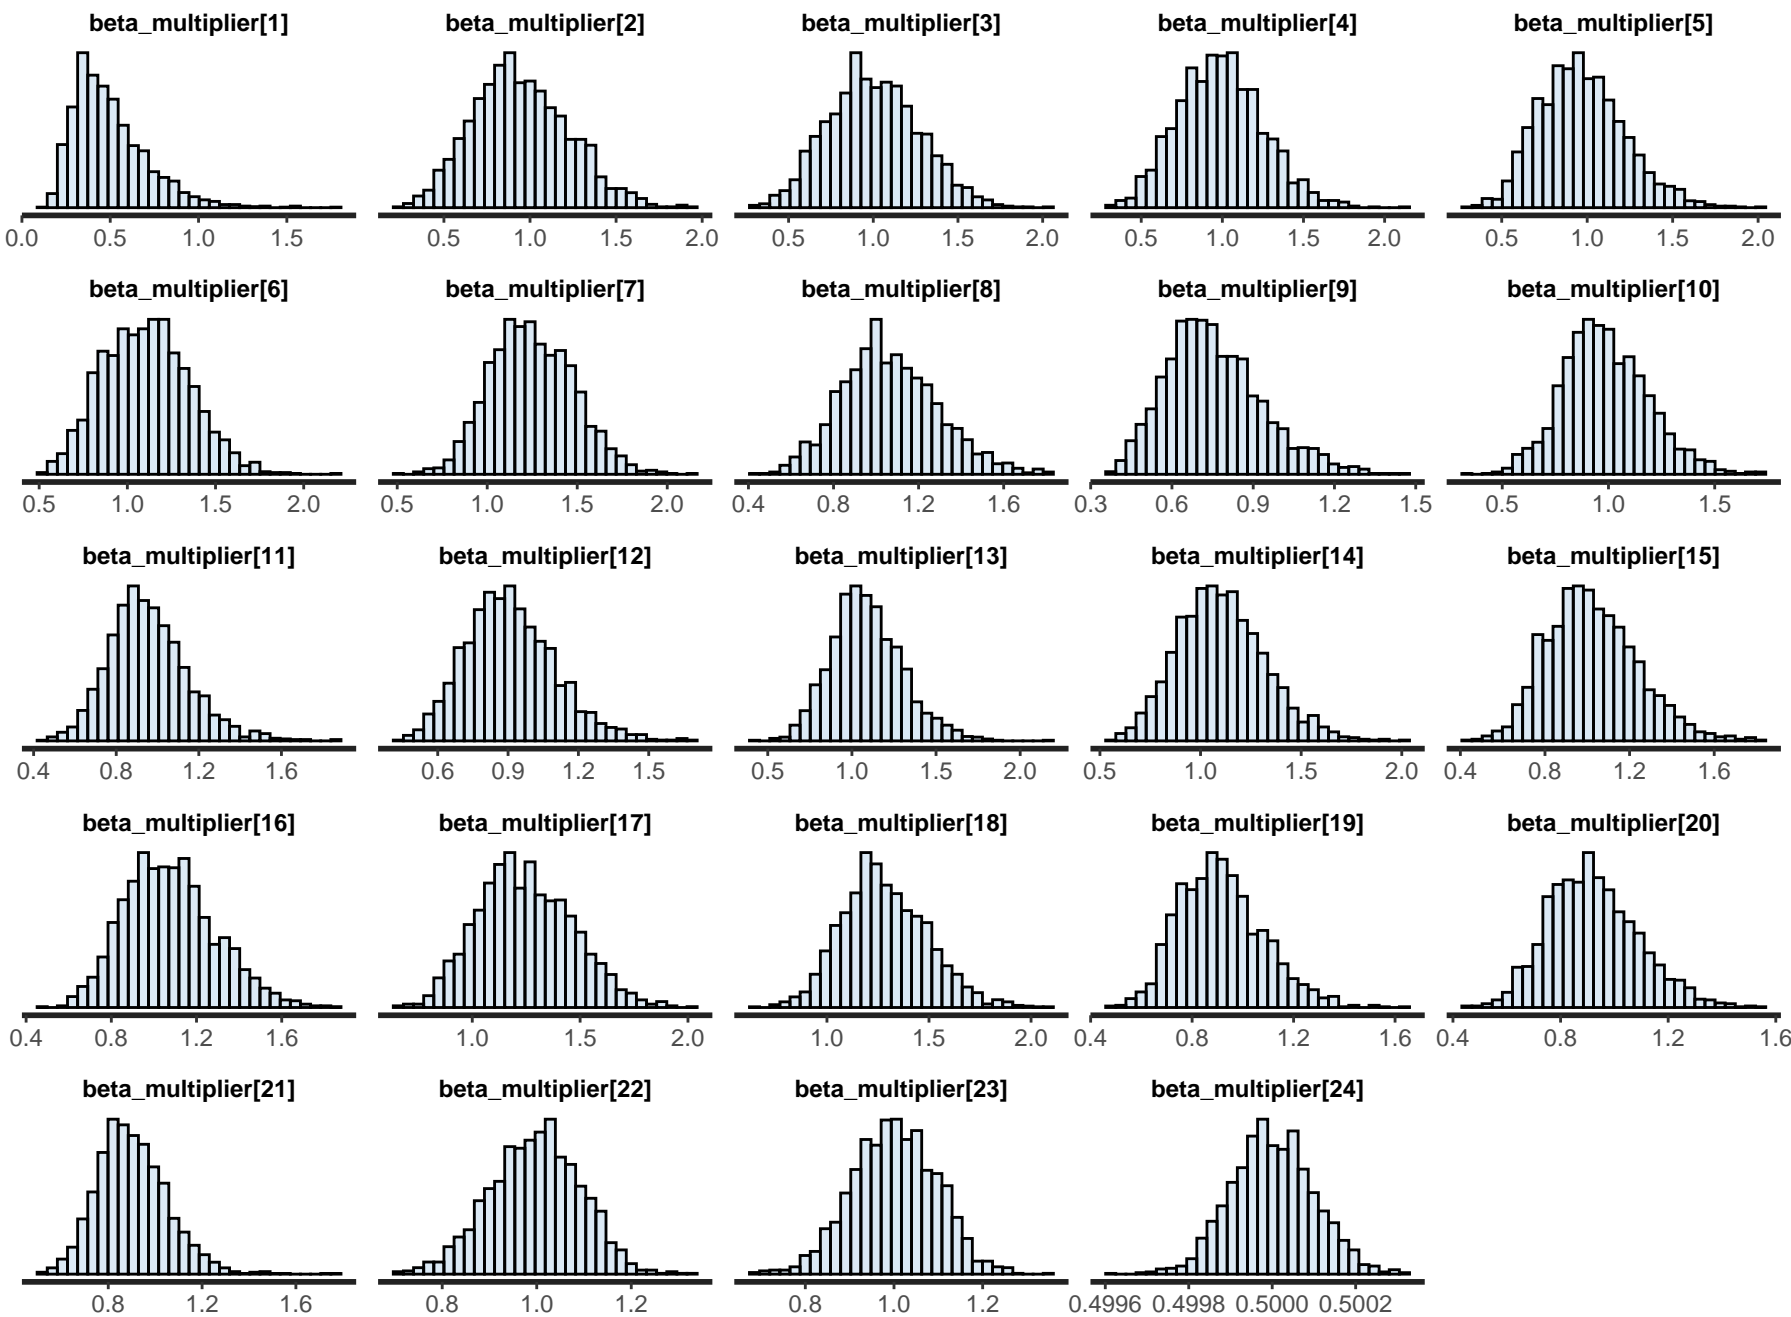 beta_multiplier[1] beta_multiplier[2] beta_multiplier[3] beta_multiplier[4] beta_multiplier[5]
0.0 0.5 1.0 1.5 0.5 1.0 1.5 2.0 0.5 1.0 1.5 2.0 0.5 1.0 1.5 2.0 0.5 1.0 1.5 2.0
beta_multiplier[6] beta_multiplier[7] beta_multiplier[8] beta_multiplier[9] beta_multiplier[10]
0.5 1.0 1.5 2.0 0.5 1.0 1.5 2.0 0.4 0.8 1.2 1.6 0.3 0.6 0.9 1.2 1.5 0.5 1.0 1.5
beta_multiplier[11] beta_multiplier[12] beta_multiplier[13] beta_multiplier[14] beta_multiplier[15]
0.4 0.8 1.2 1.6 0.6 0.9 1.2 1.5 0.5 1.0 1.5 2.0 0.5 1.0 1.5 2.0 0.4 0.8 1.2 1.6
beta_multiplier[16] beta_multiplier[17] beta_multiplier[18] beta_multiplier[19] beta_multiplier[20]
0.4 0.8 1.2 1.6 1.0 1.5 2.0 1.0 1.5 2.0 0.4 0.8 1.2 1.6 0.4 0.8 1.2 1.6
beta_multiplier[21] beta_multiplier[22] beta_multiplier[23] beta_multiplier[24]
0.8 1.2 1.6 0.8 1.0 1.2 0.8 1.0 1.2 0.4996 0.4998 0.5000 0.5002